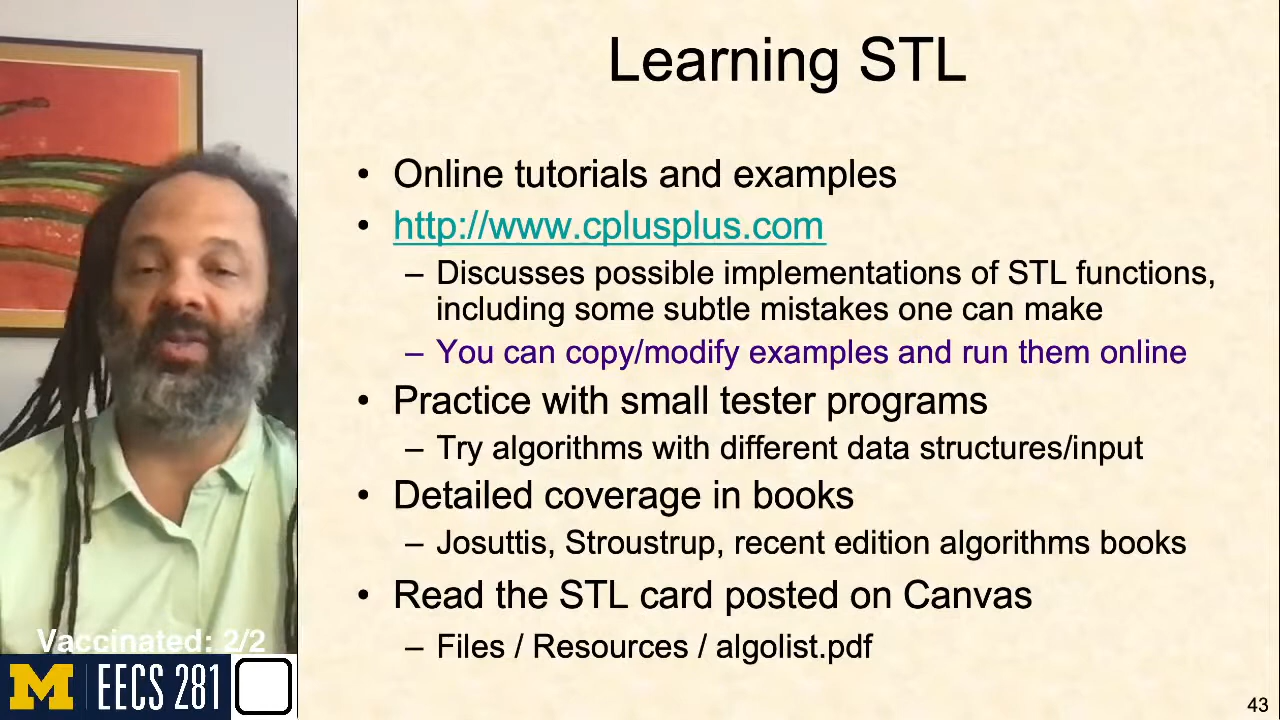 Learning STL
• Online tutorials and examples
• http://www.cplusplus.com
– Discusses possible implementations of STL functions,
including some subtle mistakes one can make
– You can copy/modify examples and run them online
• Practice with small tester programs
– Try algorithms with different data structures/input
• Detailed coverage in books
– Josuttis, Stroustrup, recent edition algorithms books
• Read the STL card posted on Canvas
– Files / Resources / algolist.pdf
Vaccinated: 2/2
M EECS 281
43